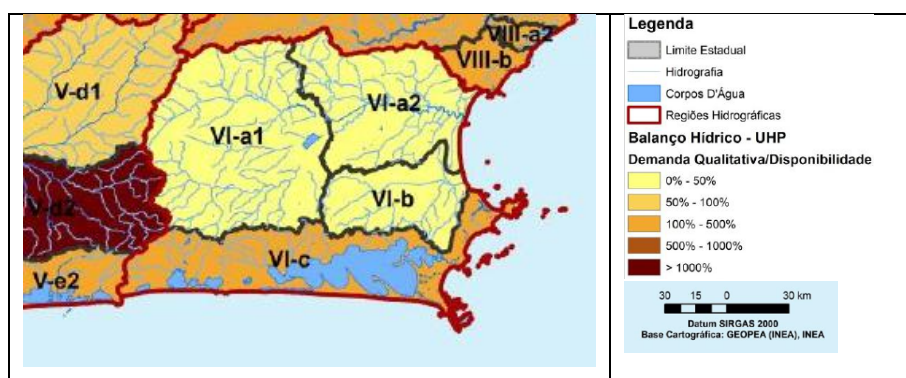 VIII-a2
VIII-b
V-d1
VI-a2
VI-a1
V-d2
VI-b
VI-c
V-e2
Legenda
Limite Estadual
Hidrografia
Corpos D'Água
Regiões Hidrográficas
Balanço Hídrico - UHP
Demanda Qualitativa/Disponibilidade
0% - 50%
50% - 100%
100% - 500%
500% - 1000%
> 1000%
30 15 0 30 km
Datum SIRGAS 2000
Base Cartográfica: GEOPEA (INEA), INEA